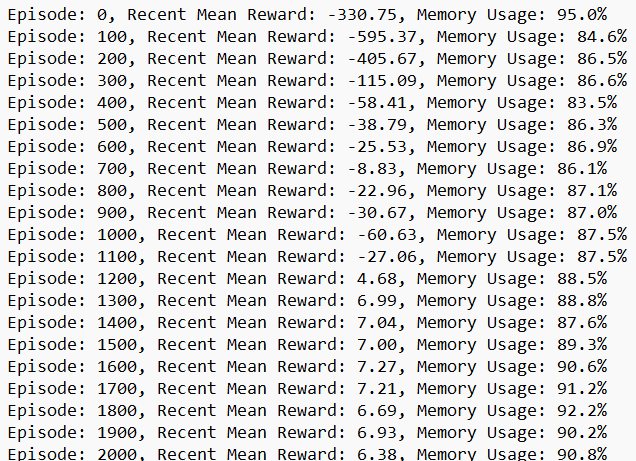 Episode: 0, Recent Mean Reward: -330.75, Memory Usage: 95.0%
Episode: 100, Recent Mean Reward: -595.37, Memory Usage: 84.6%
Episode: 200, Recent Mean Reward: -405.67, Memory Usage: 86.5%
Episode: 300, Recent Mean Reward: -115.09, Memory Usage: 86.6%
Episode: 400, Recent Mean Reward: -58.41, Memory Usage: 83.5%
Episode: 500, Recent Mean Reward: -38.79, Memory Usage: 86.3%
Episode: 600, Recent Mean Reward: -25.53, Memory Usage: 86.9%
Episode: 700, Recent Mean Reward: -8.83, Memory Usage: 86.1%
Episode: 800, Recent Mean Reward: -22.96, Memory Usage: 87.1%
Episode: 900, Recent Mean Reward: -30.67, Memory Usage: 87.0%
Episode: 1000, Recent Mean Reward: -60.63, Memory Usage: 87.5%
Episode: 1100, Recent Mean Reward: -27.06, Memory Usage: 87.5%
Episode: 1200, Recent Mean Reward: 4.68, Memory Usage: 88.5%
Episode: 1300, Recent Mean Reward: 6.99, Memory Usage: 88.8%
Episode: 1400, Recent Mean Reward: 7.04, Memory Usage: 87.6%
Episode: 1500, Recent Mean Reward: 7.00, Memory Usage: 89.3%
Episode: 1600, Recent Mean Reward: 7.27, Memory Usage: 90.6%
Episode: 1700, Recent Mean Reward: 7.21, Memory Usage: 91.2%
Episode: 1800, Recent Mean Reward: 6.69, Memory Usage: 92.2%
Episode: 1900, Recent Mean Reward: 6.93, Memory Usage: 90.2%
Episode: 2000, Recent Mean Reward: 6.38, Memory Usage: 90.8%